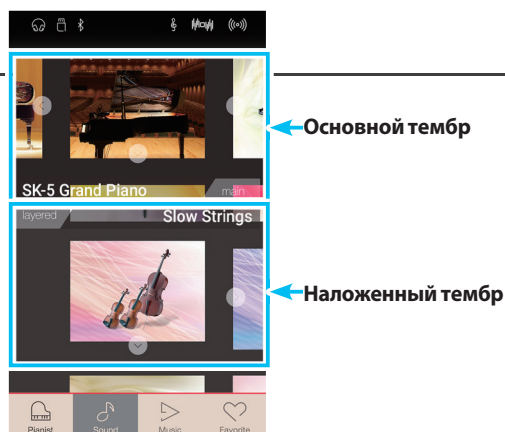 Основной тембр
SK-5 Grand Piano
main
layered
Slow Strings
Наложенный тембр
Pianist
Sound
Music
Favorite